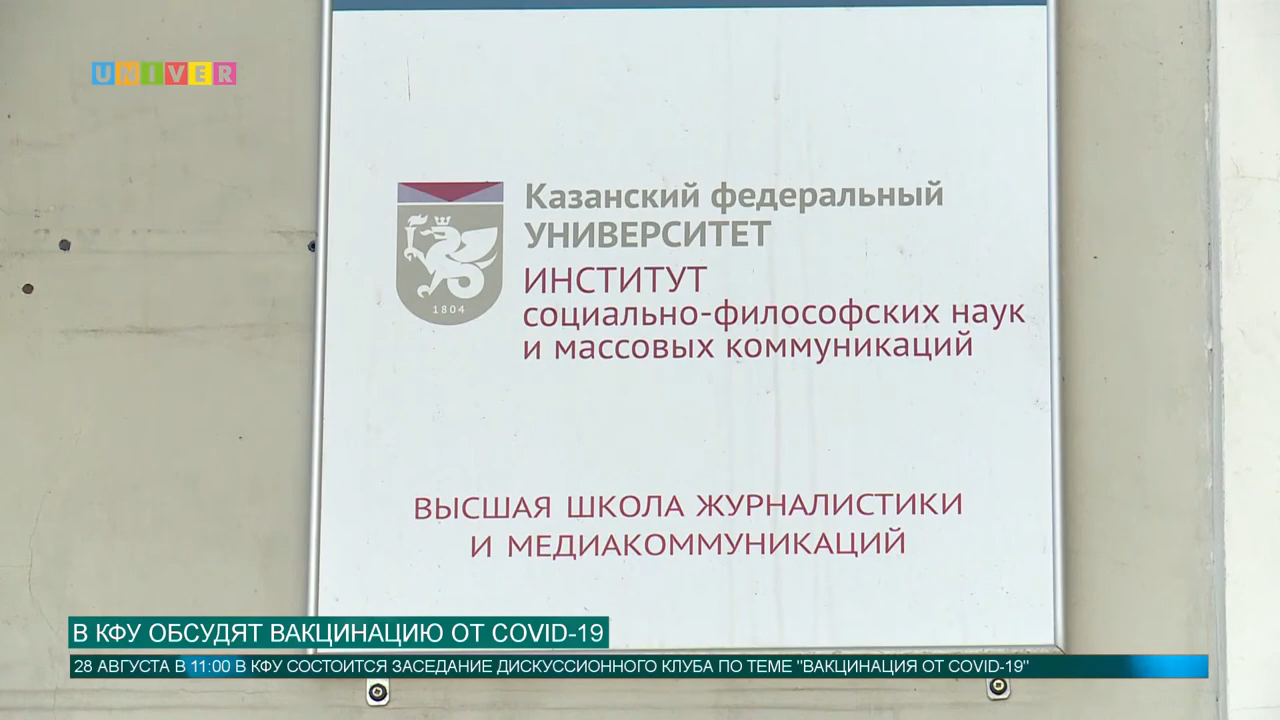 UNIVER
Казанский федеральный
УНИВЕРСИТЕТ
ИНСТИТУТ
социально-философских наук
и массовых коммуникаций
1804
ВЫСШАЯ ШКОЛА ЖУРНАЛИСТИКИ
И МЕДИАКОММУНИКАЦИЙ
В КФУ ОБСУДЯТ ВАКЦИНАЦИЮ ОТ COVID-19
28 АВГУСТА В 11:00 В КФУ СОСТОИТСЯ ЗАСЕДАНИЕ ДИСКУССИОННОГО КЛУБА ПО ТЕМЕ "ВАКЦИНАЦИЯ ОТ COVID-19"